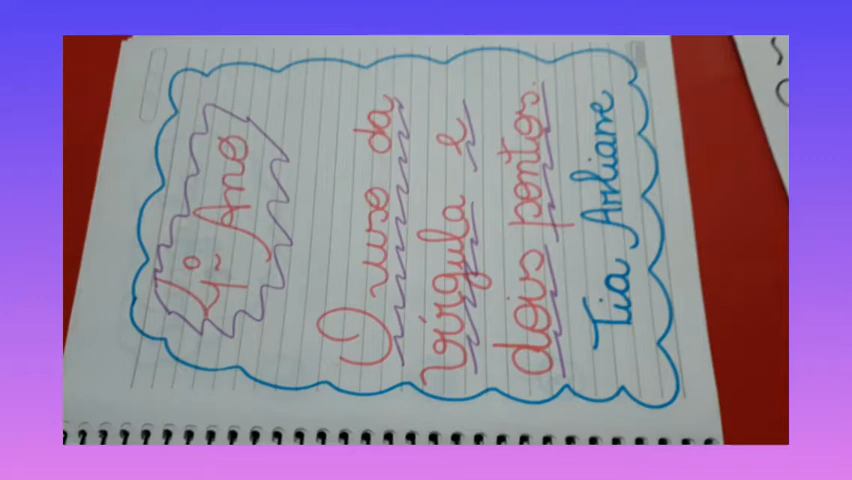 4º Ano
O uso da
vírgula e
dois pontos.
Tia Arliane